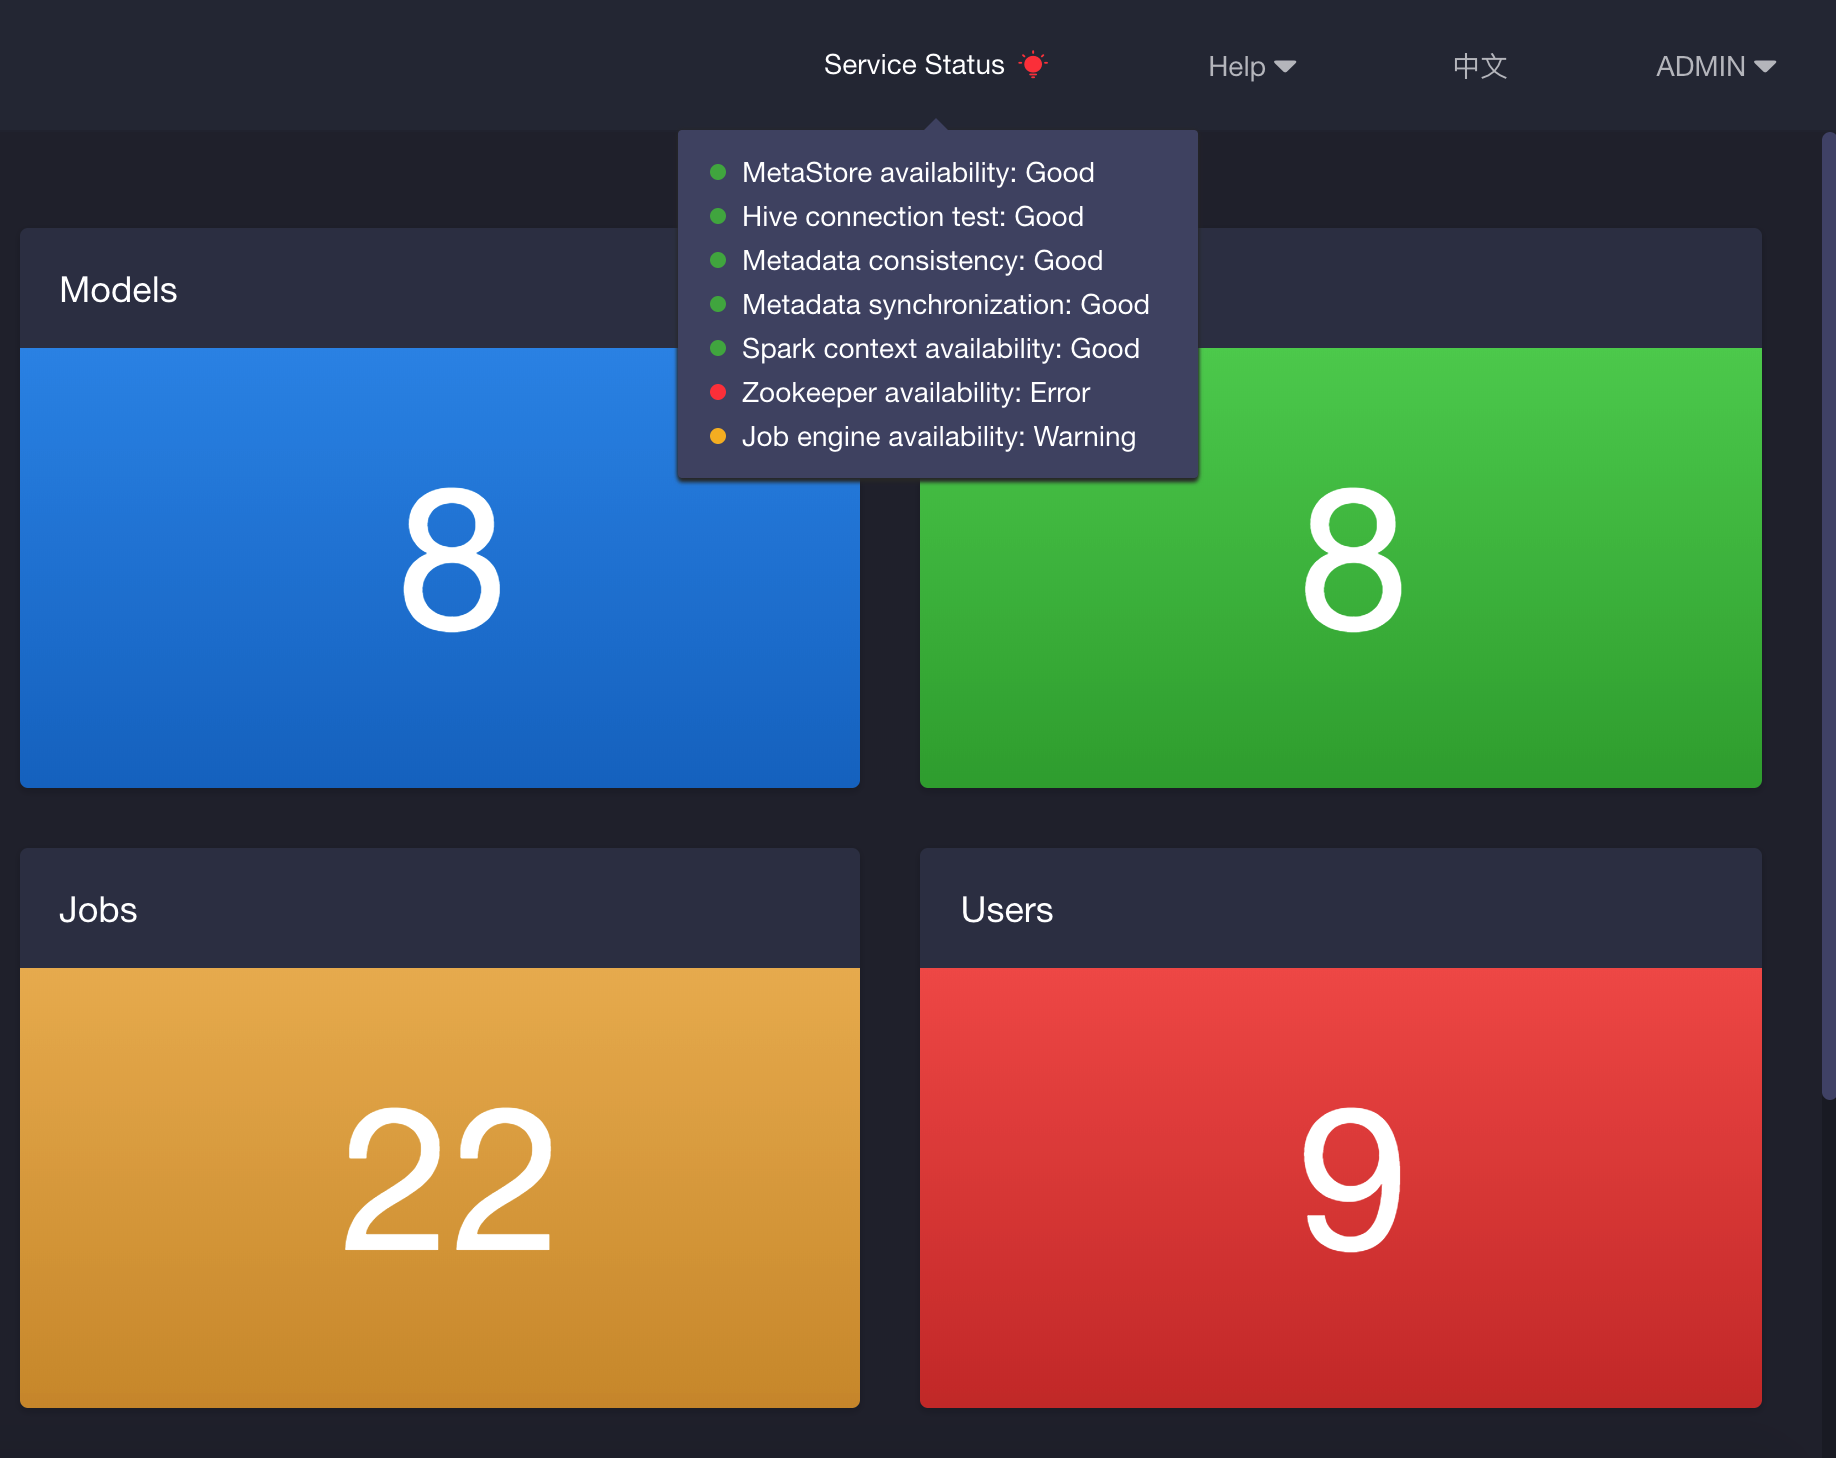 Service Status
Help
中文
ADMIN
MetaStore availability: Good
Hive connection test: Good
Metadata consistency: Good
Metadata synchronization: Good
Spark context availability: Good
Zookeeper availability: Error
Job engine availability: Warning
Models
8
8
Jobs
Users
22
9